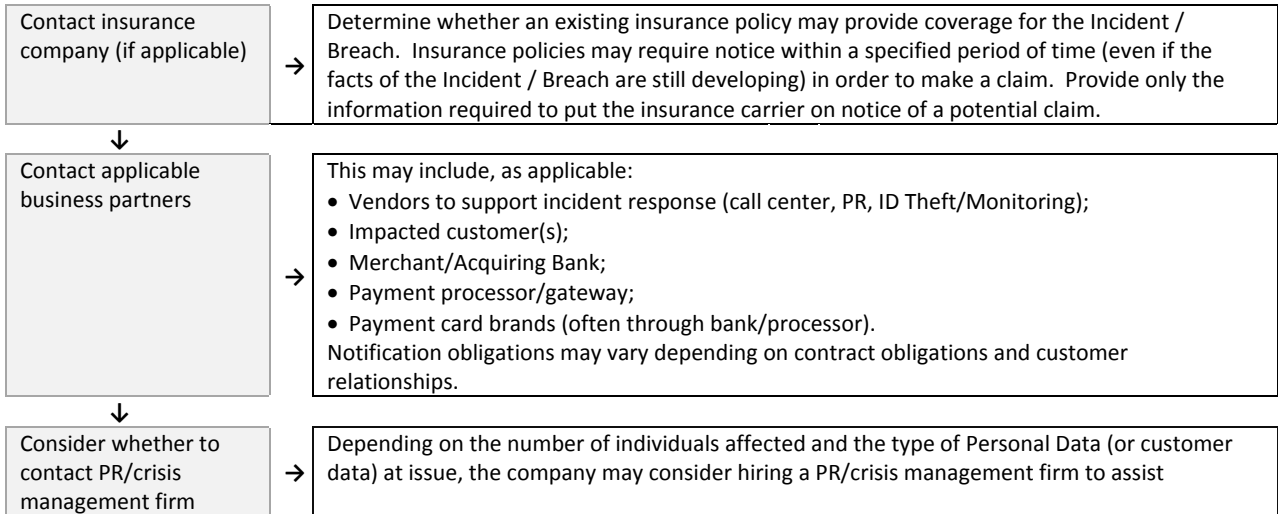 Contact insurance
company (if applicable)
→
Determine whether an existing insurance policy may provide coverage for the Incident /
Breach.  Insurance policies may require notice within a specified period of time (even if the
facts of the Incident / Breach are still developing) in order to make a claim.  Provide only the
information required to put the insurance carrier on notice of a potential claim.
↓
Contact applicable
business partners
→
This may include, as applicable:
• Vendors to support incident response (call center, PR, ID Theft/Monitoring);
• Impacted customer(s);
• Merchant/Acquiring Bank;
• Payment processor/gateway;
• Payment card brands (often through bank/processor).
Notification obligations may vary depending on contract obligations and customer
relationships.
↓
Consider whether to
contact PR/crisis
management firm
→
Depending on the number of individuals affected and the type of Personal Data (or customer
data) at issue, the company may consider hiring a PR/crisis management firm to assist